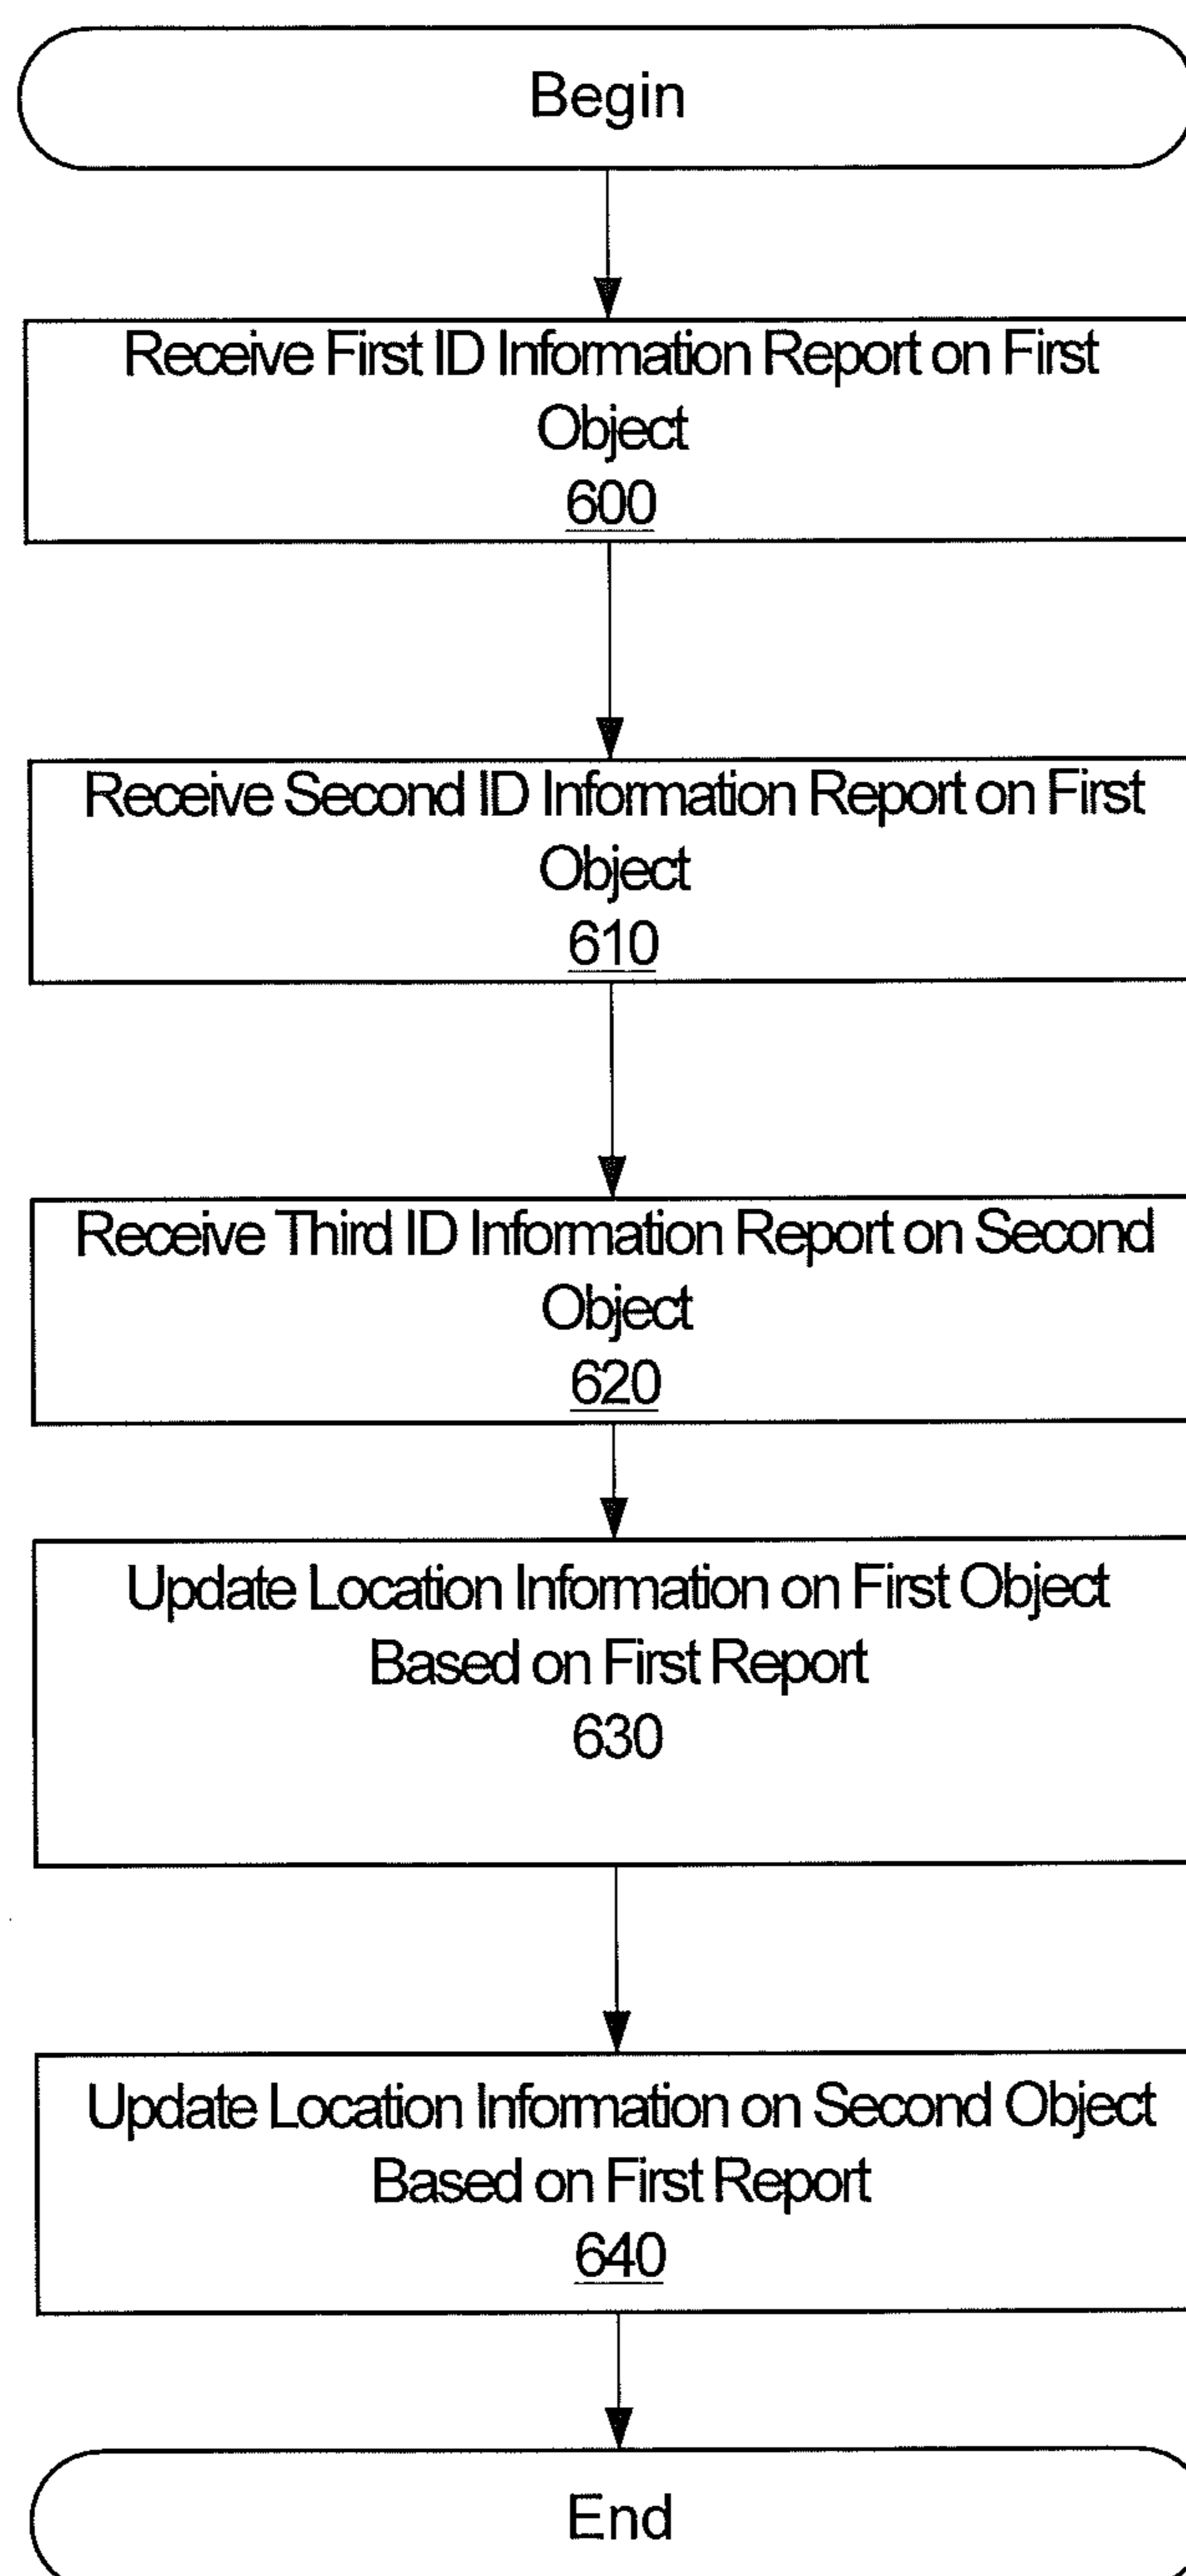 Begin
Receive First ID Information Report on First
Object
600
Receive Second ID Information Report on First
Object
610
Receive Third ID Information Report on Second
Object
620
Update Location Information on First Object
Based on First Report
630
Update Location Information on Second Object
Based on First Report
640
End